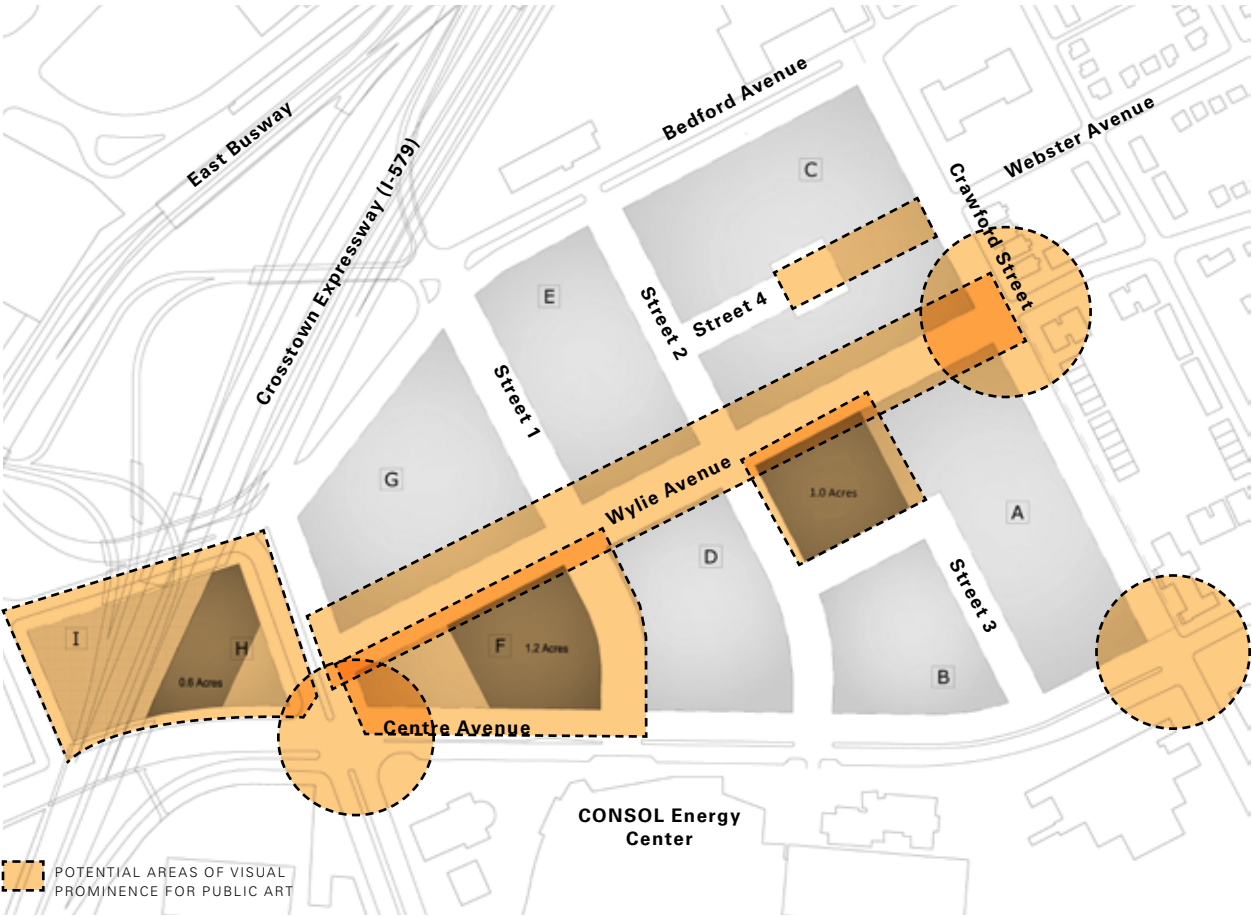 Bedford Avenue
East Busway
Webster Avenue
Crosstown Expressway (I-579)
C
Crawford Street
E
Street 2
Street 4
Street 1
G
Wylie Avenue
1.0 Acres
A
D
Street 3
I
H
F
1.2 Acres
0.6 Acres
B
Centre Avenue
CONSOL Energy
Center
POTENTIAL AREAS OF VISUAL
PROMINENCE FOR PUBLIC ART